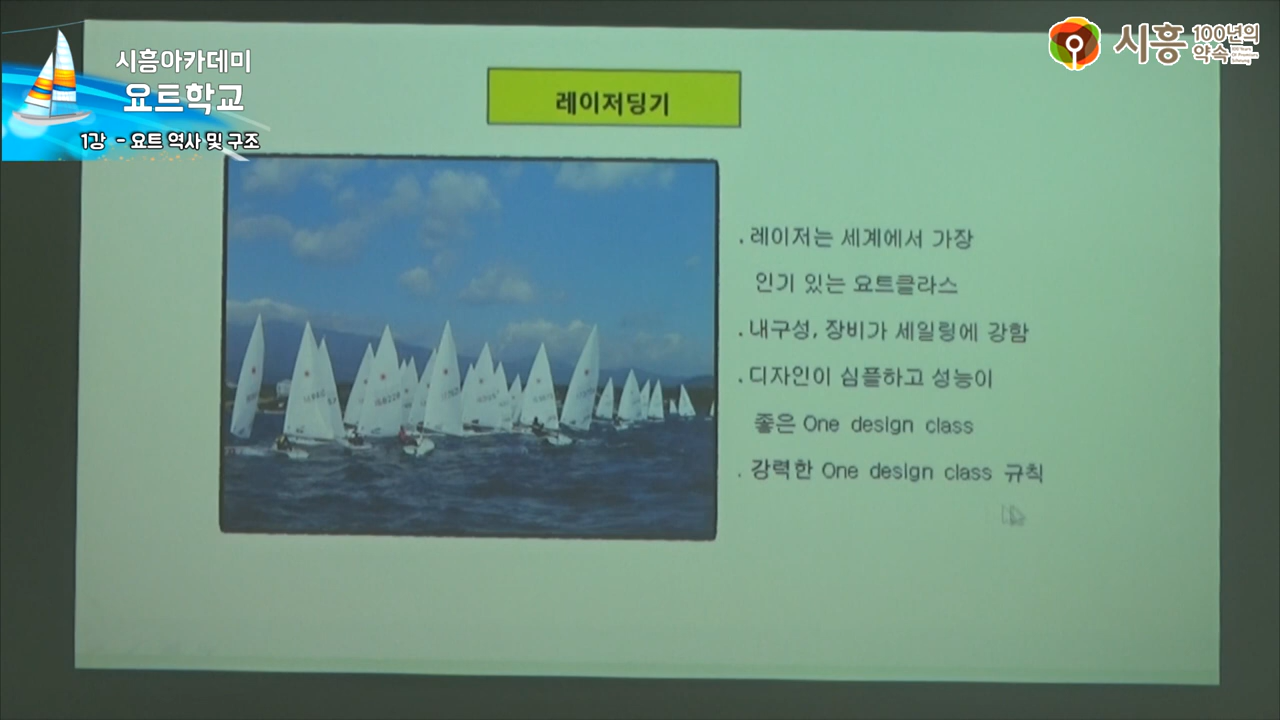 시흥아카데미
요트학교
1강 - 요트 역사 및 구조
시흥 100년의
약속
레이저딩기
. 레이저는 세계에서 가장
인기 있는 요트클라스
. 내구성, 장비가 세일링에 강함
. 디자인이 심플하고 성능이
좋은 One design class
. 강력한 One design class 규칙